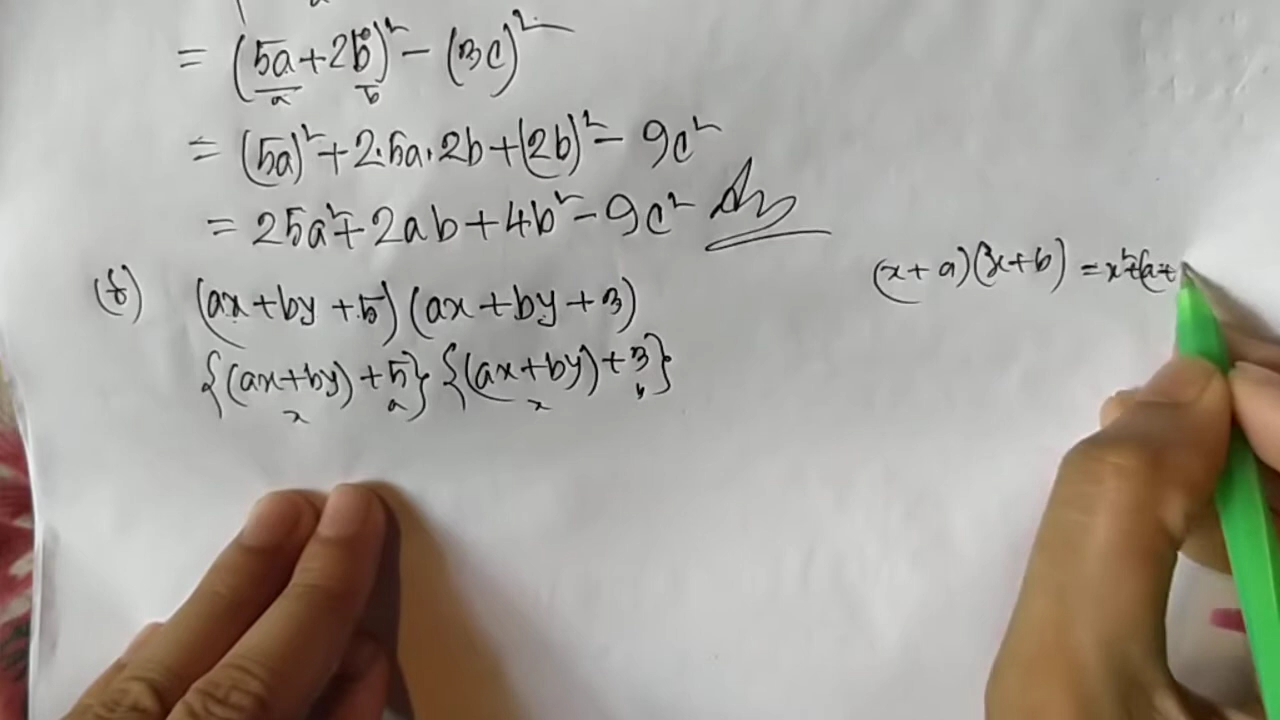 = (5a+2b)² - (3c)²
a b
= (5a)² + 2·5a·2b + (2b)² - 9c²
= 25a² + 2ab + 4b² - 9c² Ans
(ax+by+5)(ax+by+3)
(x+a)(x+b) = x²+(a+
{(ax+by)+5}{(ax+by)+3}
x a x b